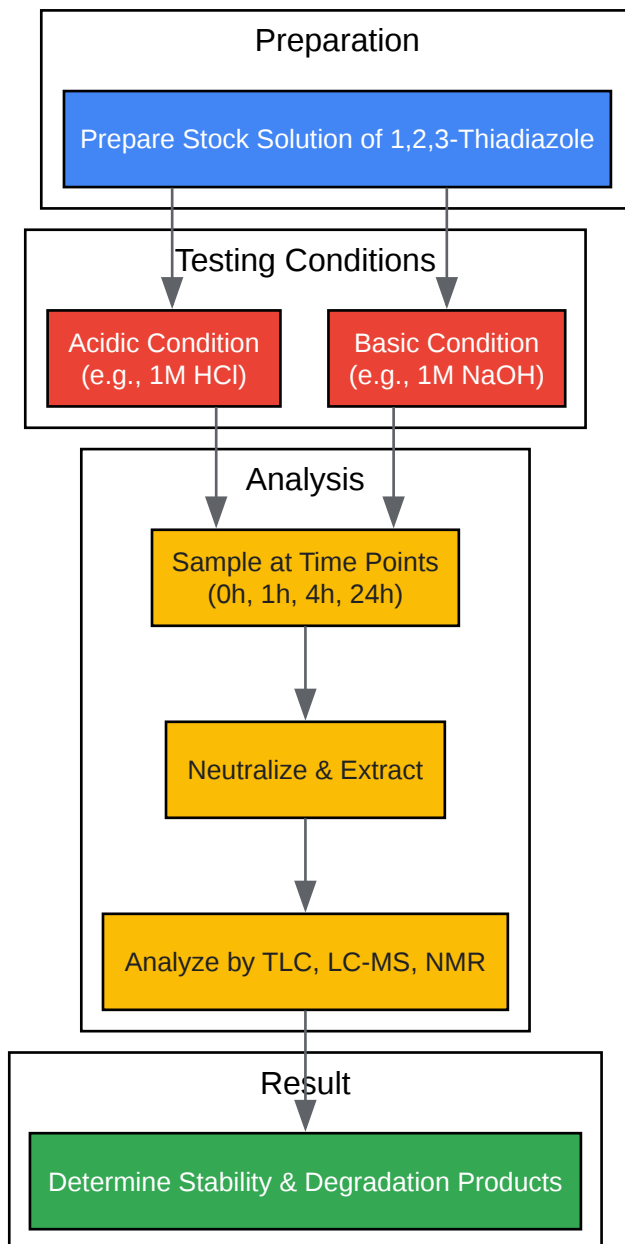 Preparation
Prepare Stock Solution of 1,2,3-Thiadiazole
Testing Conditions
Acidic Condition
(e.g., 1M HCl)
Basic Condition
(e.g., 1M NaOH)
Analysis
Sample at Time Points
(0h, 1h, 4h, 24h)
Neutralize & Extract
Analyze by TLC, LC-MS, NMR
Result
Determine Stability & Degradation Products